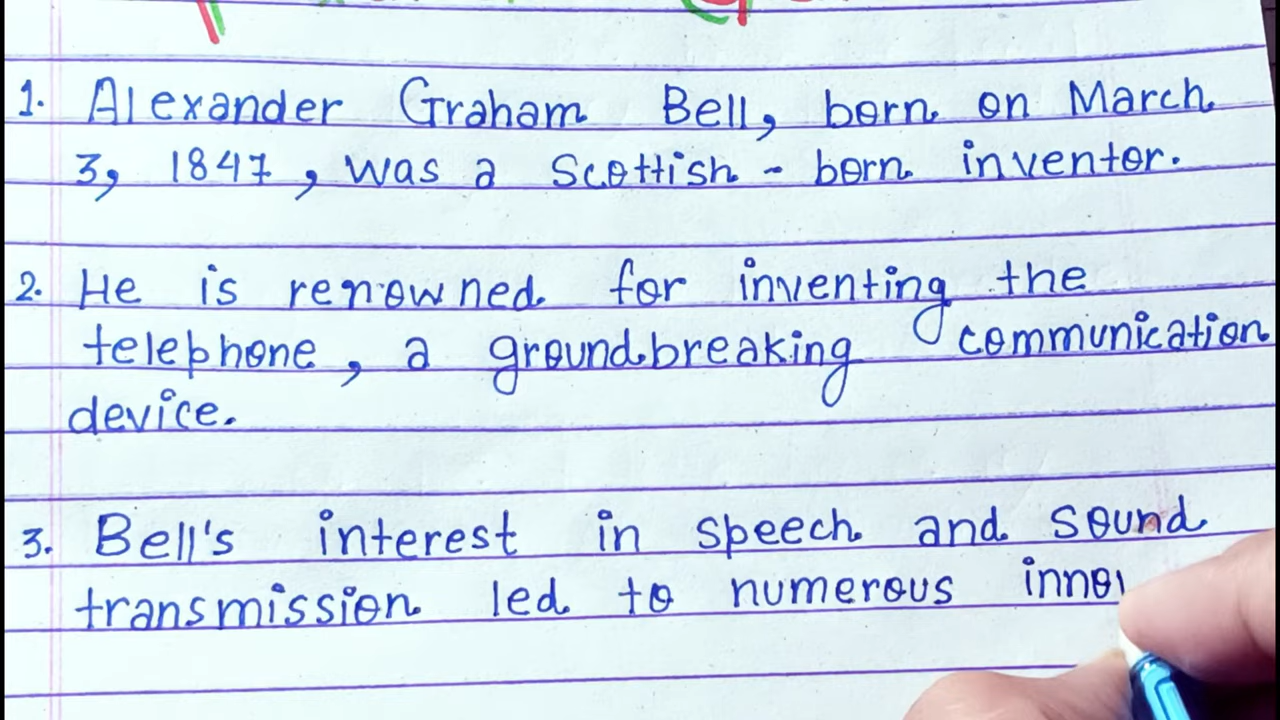 1. Alexander Graham Bell, born on March
3, 1847, was a Scottish - born inventor.
2. He is renowned for inventing the
telephone, a groundbreaking communication
device.
3. Bell's interest in speech and sound
transmission led to numerous